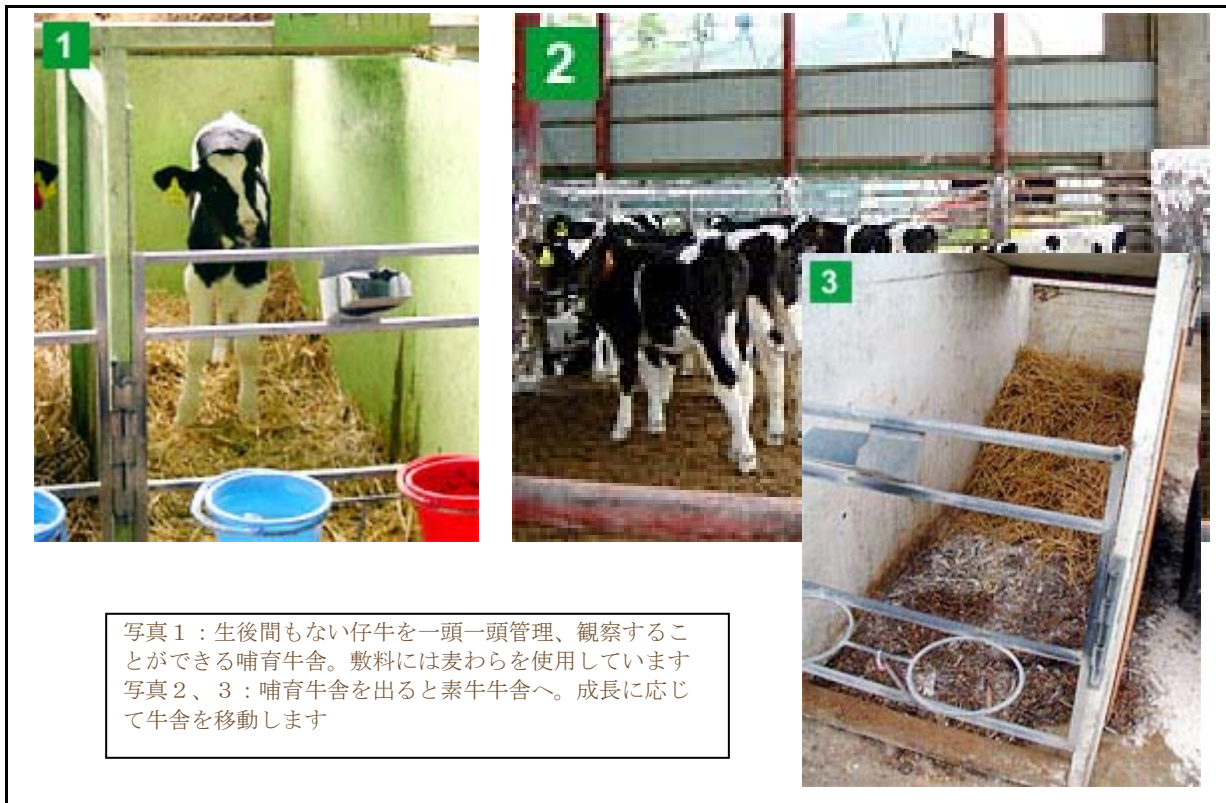 1
2
3
写真１：生後間もない仔牛を一頭一頭管理、観察するこ
とができる哺育牛舎。敷料には麦わらを使用しています
写真２、３：哺育牛舎を出ると素牛牛舎へ。成長に応じ
て牛舎を移動します